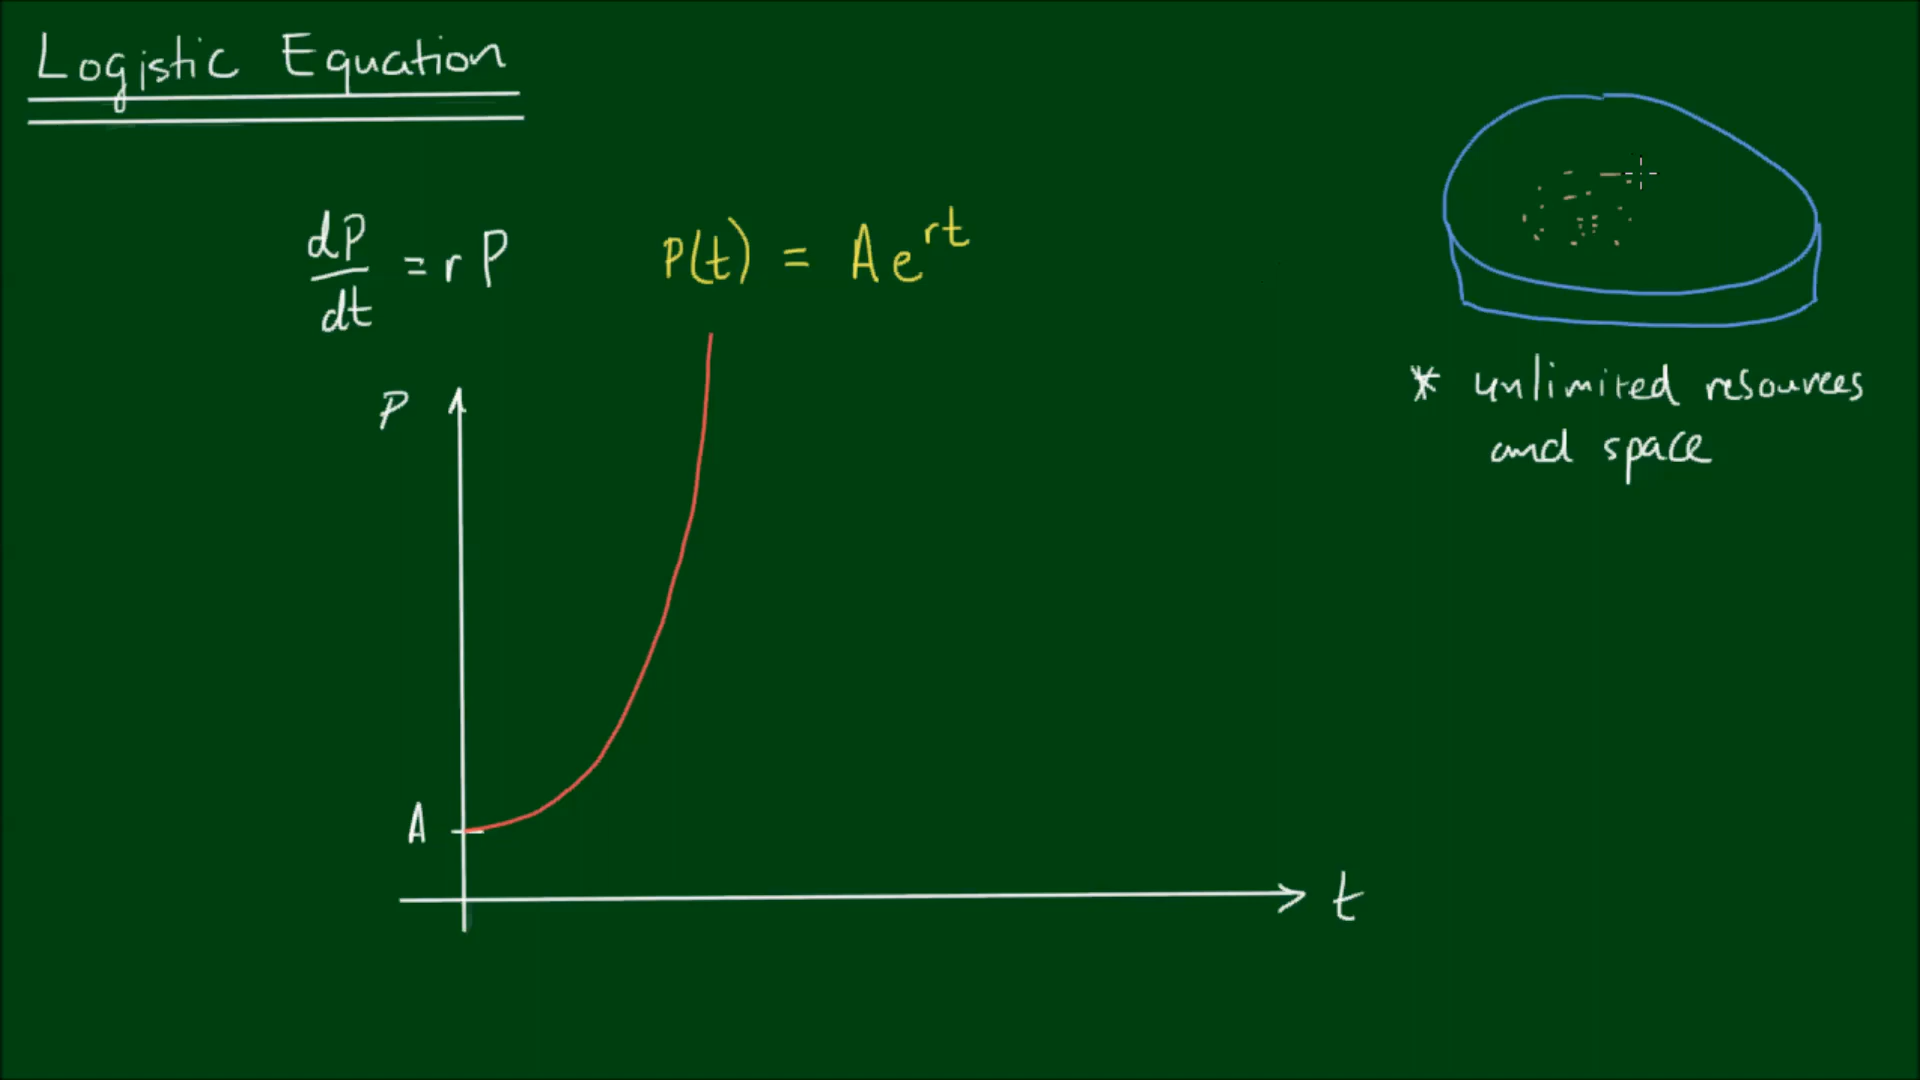 Logistic Equation
dP/dt = rP
P(t) = Ae^rt
* unlimited resources
and space
P
A
t